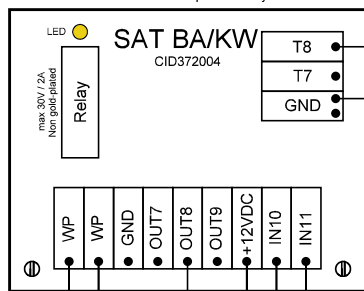 LED
SAT BA/KW
CID372004
max 30V / 2A
Non gold-plated
Relay
T8
T7
GND
WP
WP
GND
OUT7
OUT8
OUT9
+12VDC
IN10
IN11